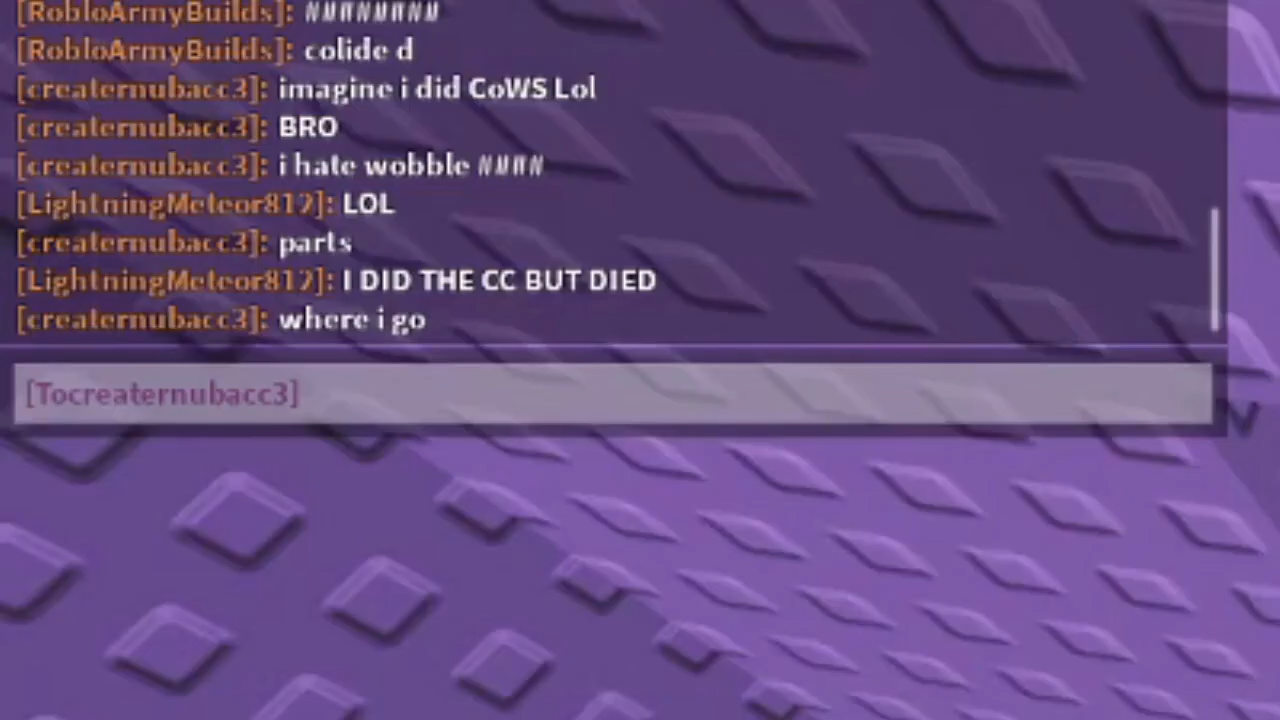 [RobloArmyBuilds]: #########
[RobloArmyBuilds]: colide d
[creaternubacc3]: imagine i did CoWS Lol
[creaternubacc3]: BRO
[creaternubacc3]: i hate wobble ####
[LightningMeteor812]: LOL
[creaternubacc3]: parts
[LightningMeteor812]: I DID THE CC BUT DIED
[creaternubacc3]: where i go
[Tocreaternubacc3]